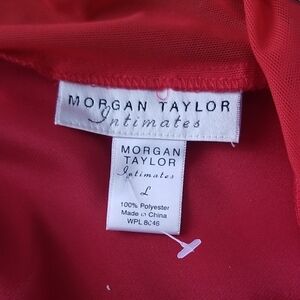 MORGAN TAYLOR
Intimates
MORGAN
TAYLOR
Intimates
L
100% Polyester
Made in China
WPL 8046